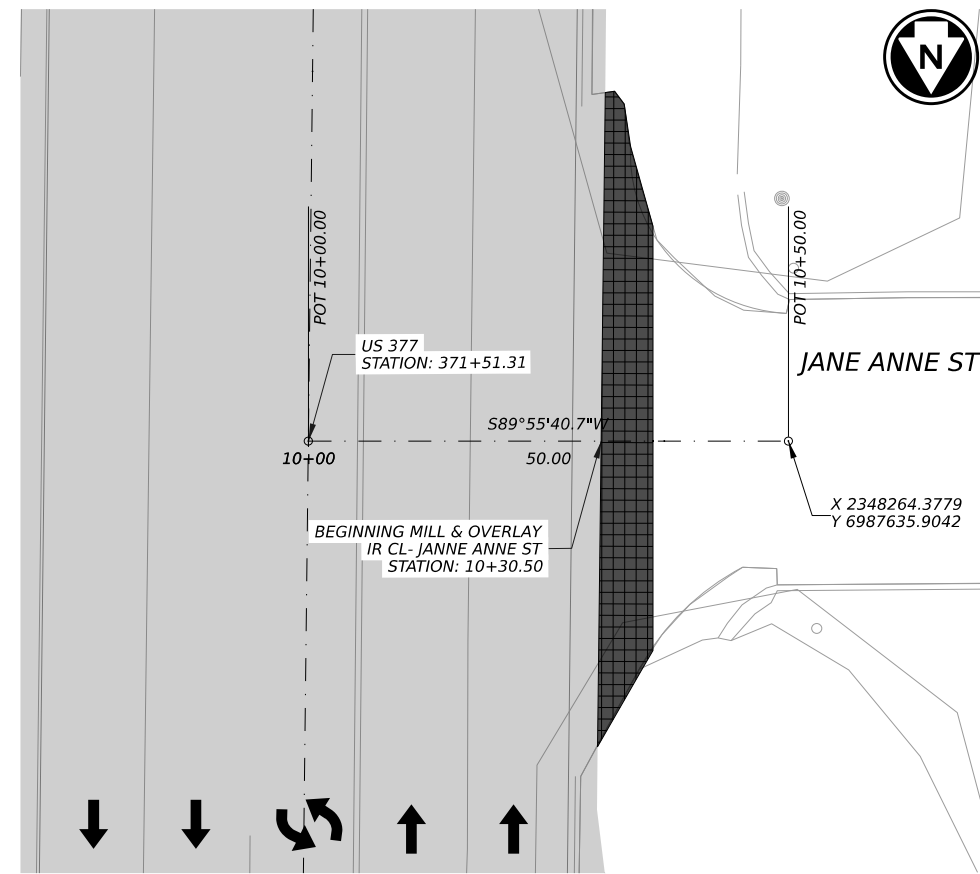 N
POT 10+00.00
POT 10+50.00
US 377
STATION: 371+51.31
JANE ANNE ST
S89°55'40.7"W
10+00
50.00
X 2348264.3779
Y 6987635.9042
BEGINNING MILL & OVERLAY
IR CL- JANNE ANNE ST
STATION: 10+30.50